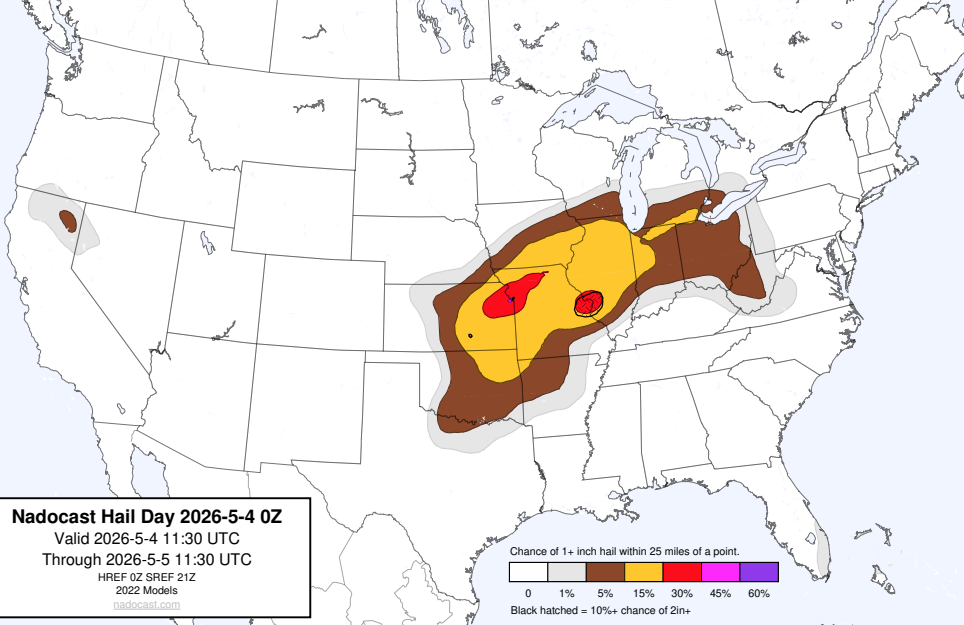 Nadocast Hail Day 2026-5-4 0Z
Valid 2026-5-4 11:30 UTC
Through 2026-5-5 11:30 UTC
HREF 0Z SREF 21Z
2022 Models
nadocast.com
Chance of 1+ inch hail within 25 miles of a point.
0 1% 5% 15% 30% 45% 60%
Black hatched = 10%+ chance of 2in+